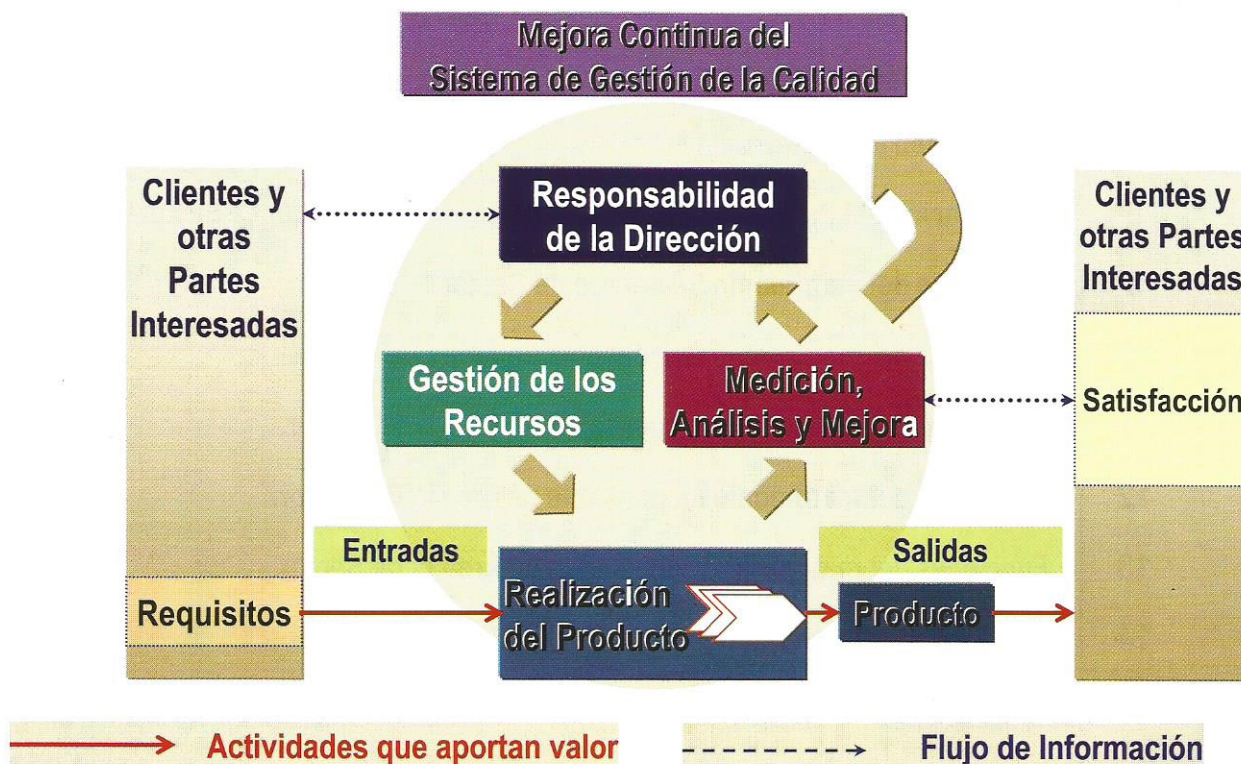 Mejora Continua del
Sistema de Gestión de la Calidad
Clientes y
otras
Partes
Interesadas
Responsabilidad
de la Dirección
Clientes y
otras Partes
Interesadas
Gestión de los
Recursos
Medición,
Análisis y Mejora
Satisfacción
Entradas
Salidas
Requisitos
Realización
del Producto
Producto
Actividades que aportan valor
Flujo de Información